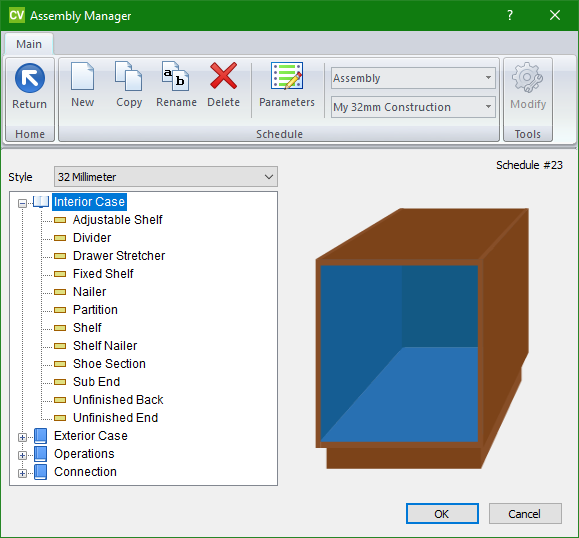 CV Assembly Manager ? ×
Main
Return
New Copy Rename Delete Parameters
Assembly
My 32mm Construction
Modify
Home Schedule Tools
Schedule #23
Style 32 Millimeter
Interior Case
Adjustable Shelf
Divider
Drawer Stretcher
Fixed Shelf
Nailer
Partition
Shelf
Shelf Nailer
Shoe Section
Sub End
Unfinished Back
Unfinished End
Exterior Case
Operations
Connection
OK Cancel